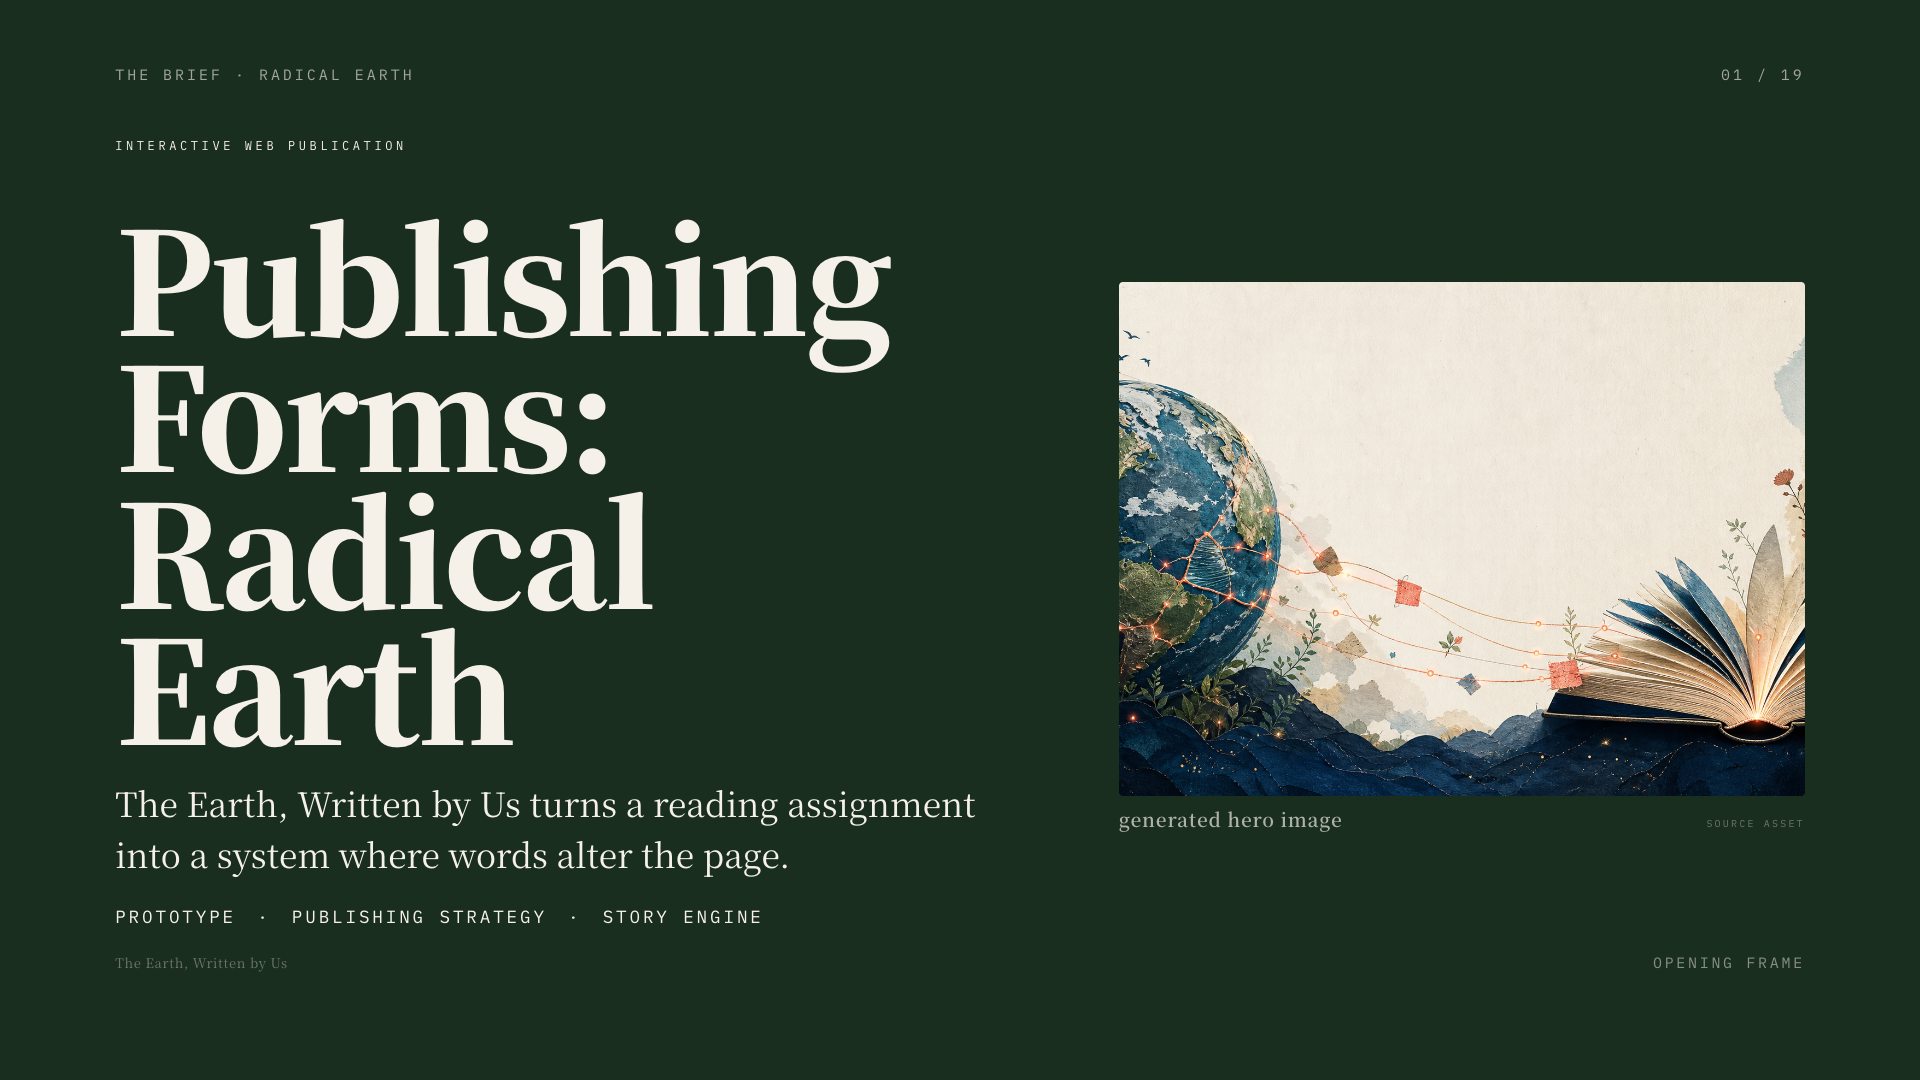 THE BRIEF · RADICAL EARTH
01 / 19
INTERACTIVE WEB PUBLICATION
Publishing
Forms:
Radical
Earth
The Earth, Written by Us turns a reading assignment
into a system where words alter the page.
PROTOTYPE · PUBLISHING STRATEGY · STORY ENGINE
generated hero image
SOURCE ASSET
The Earth, Written by Us
OPENING FRAME